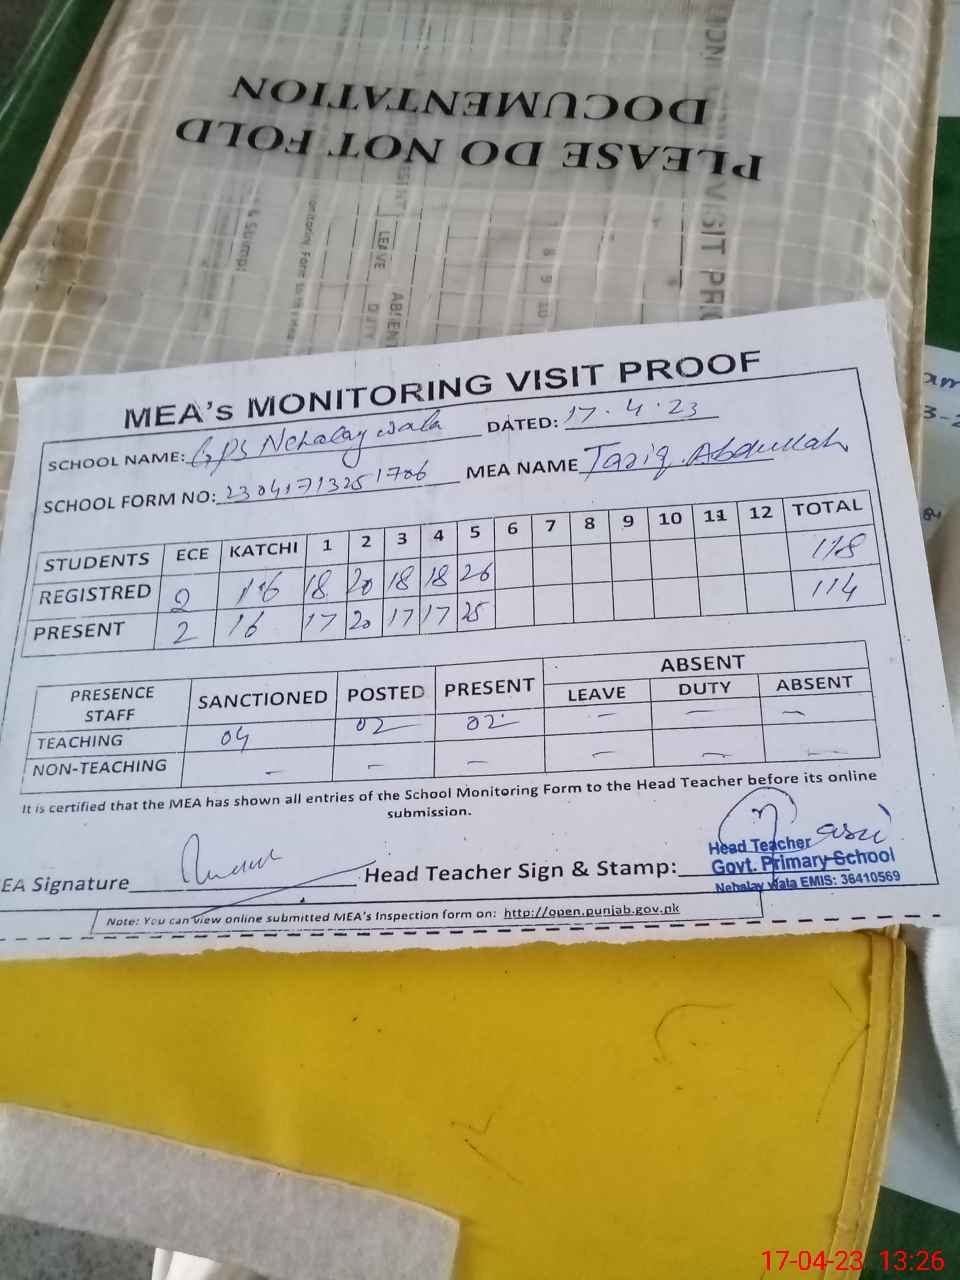 PLEASE DO NOT FOLD
DOCUMENTATION
VISIT
LEAVE
MEA's MONITORING VISIT PROOF
SCHOOL NAME: GPS Nehalay wala DATED: 17.4.23
SCHOOL FORM NO: 23041713251706 MEA NAME Tariq Abdullah
STUDENTS ECE KATCHI 1 2 3 4 5 6 7 8 9 10 11 12 TOTAL
REGISTRED 2 16 18 20 18 18 26 118
PRESENT 2 16 17 20 17 17 25 114
PRESENCE STAFF SANCTIONED POSTED PRESENT ABSENT
LEAVE DUTY ABSENT
TEACHING 04 02 02 – – –
NON-TEACHING – – – – – –
It is certified that the MEA has shown all entries of the School Monitoring Form to the Head Teacher before its online
submission.
EA Signature Head Teacher Sign & Stamp:
Head Teacher
Govt. Primary School
Nehalay Wala EMIS: 36410569
Note: You can view online submitted MEA's Inspection form on: http://open.punjab.gov.pk
17-04-23 13:26